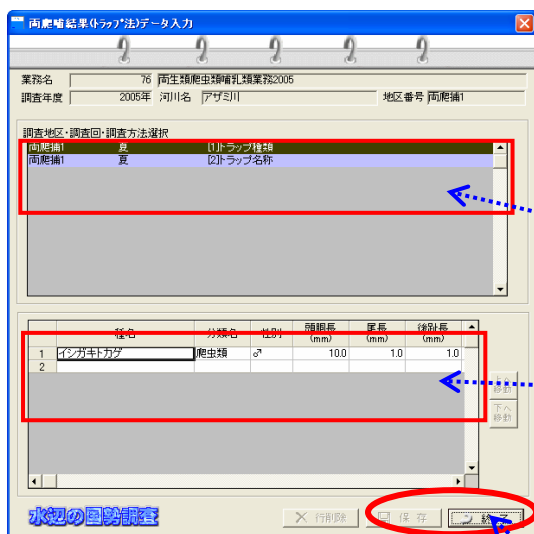 両爬哺結果(トラップ法)データ入力
業務名 76 両生類爬虫類哺乳類業務2005
調査年度 2005年 河川名 アザミ川 地区番号 両爬捕1
調査地区・調査回・調査方法選択
両爬捕1 夏 [1]トラップ種類
両爬捕1 夏 [2]トラップ名称
種名 分類名 性別 頭胴長(mm) 尾長(mm) 後趾長(mm)
1 イシガキトカゲ 爬虫類 ♂ 10.0 1.0 1.0
2
上へ移動
下へ移動
水辺の国勢調査 行削除 保存 終了